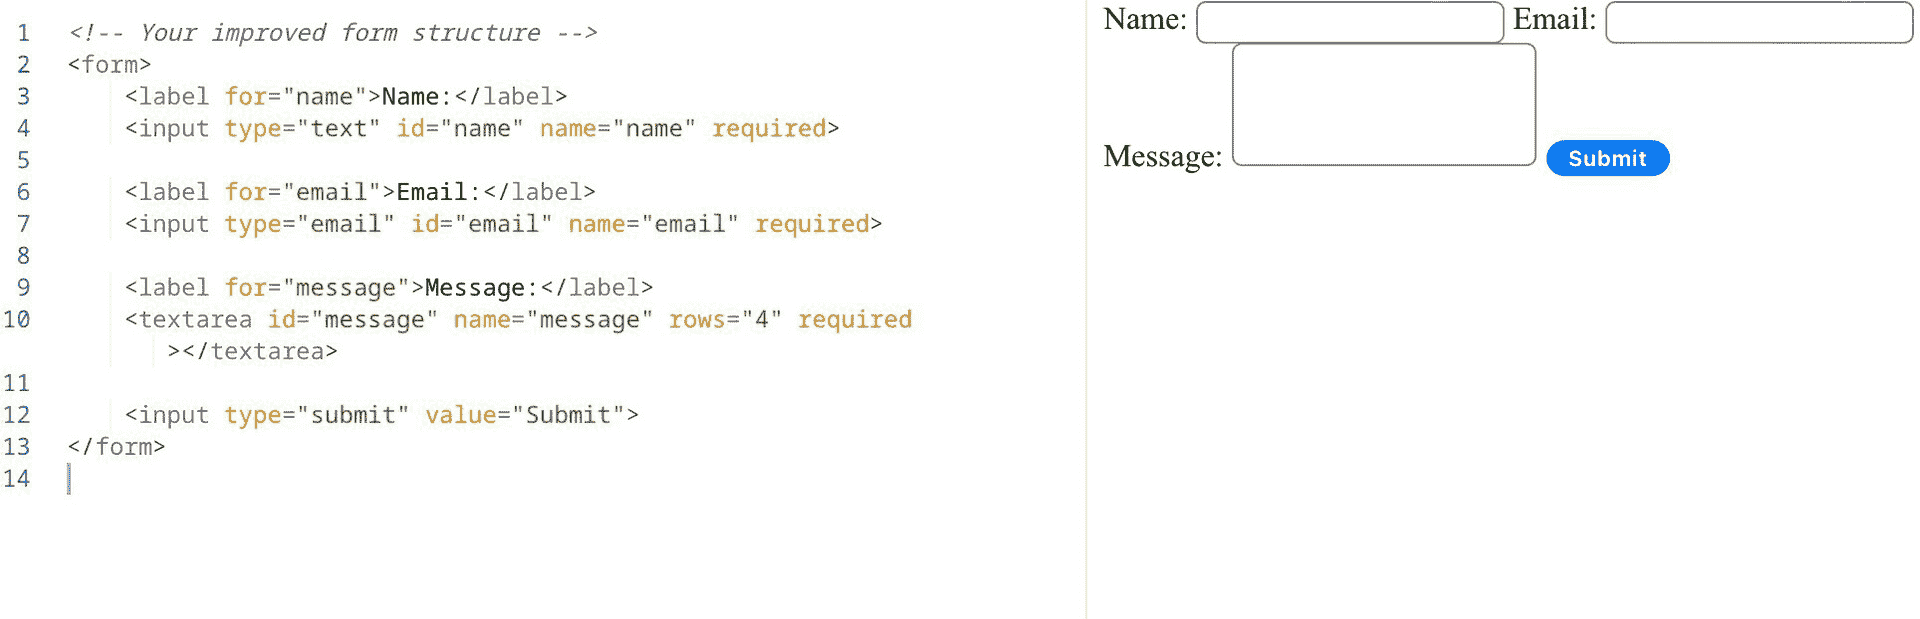 1 <!-- Your improved form structure -->
2 <form>
3 <label for="name">Name:</label>
4 <input type="text" id="name" name="name" required>
5
6 <label for="email">Email:</label>
7 <input type="email" id="email" name="email" required>
8
9 <label for="message">Message:</label>
10 <textarea id="message" name="message" rows="4" required
></textarea>
11
12 <input type="submit" value="Submit">
13 </form>
14
Name: Email:
Message: Submit